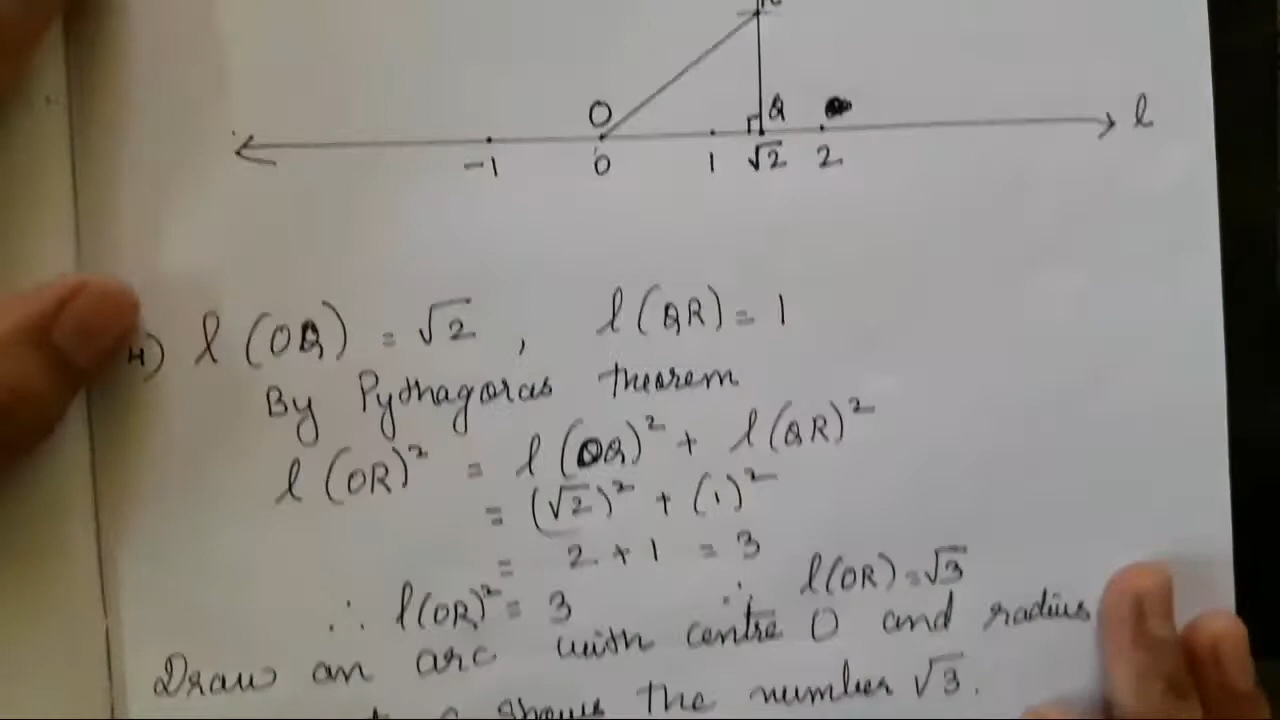 O Q l
-1 0 1 √2 2
4) l(OQ) = √2 , l(QR) = 1
By Pythagoras theorem
l(OR)² = l(OQ)² + l(QR)²
= (√2)² + (1)²
= 2 + 1 = 3
∴ l(OR)² = 3 ∴ l(OR) = √3
Draw an arc with centre O and radius
shows the number √3.